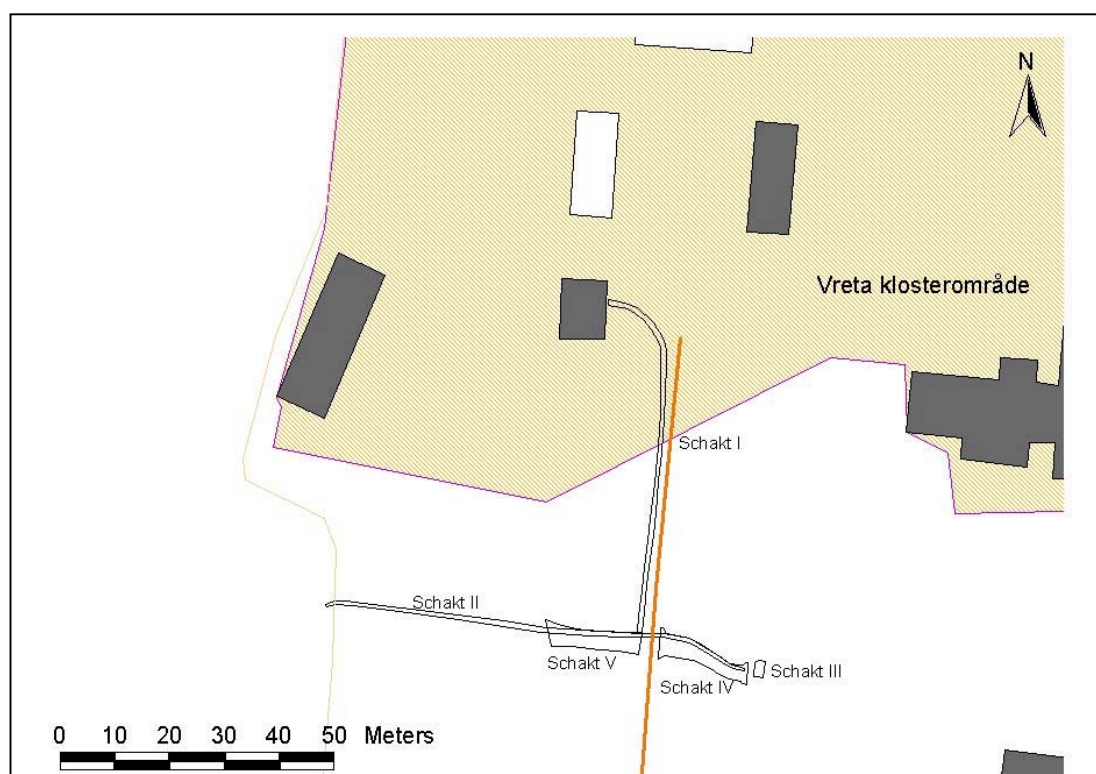 N
Vreta klosterområde
Schakt I
Schakt II
Schakt V
Schakt III
Schakt IV
0 10 20 30 40 50 Meters